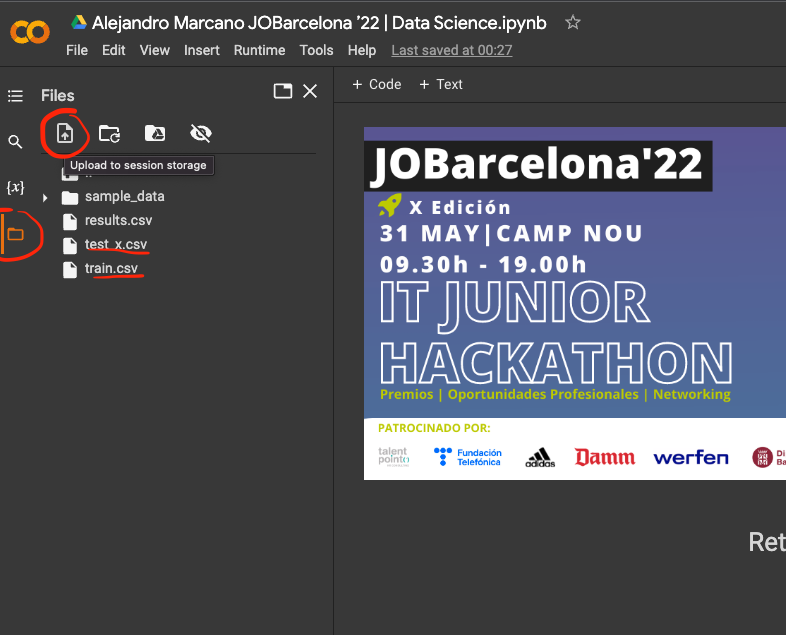 Alejandro Marcano JOBarcelona '22 | Data Science.ipynb
File Edit View Insert Runtime Tools Help Last saved at 00:27
Files
+ Code + Text
Upload to session storage
..
{x}
sample_data
results.csv
test_x.csv
train.csv
JOBarcelona'22
X Edición
31 MAY|CAMP NOU
09.30h - 19.00h
IT JUNIOR
HACKATHON
Premios | Oportunidades Profesionales | Networking
PATROCINADO POR:
talent
point
Fundación
Telefónica
adidas
Damm
werfen
Di
Ba
Ret